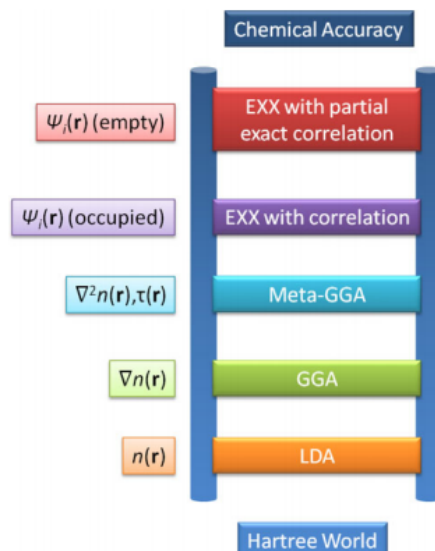 Chemical Accuracy
Ψi(r) (empty)
EXX with partial
exact correlation
Ψi(r) (occupied)
EXX with correlation
∇²n(r),τ(r)
Meta-GGA
∇n(r)
GGA
n(r)
LDA
Hartree World